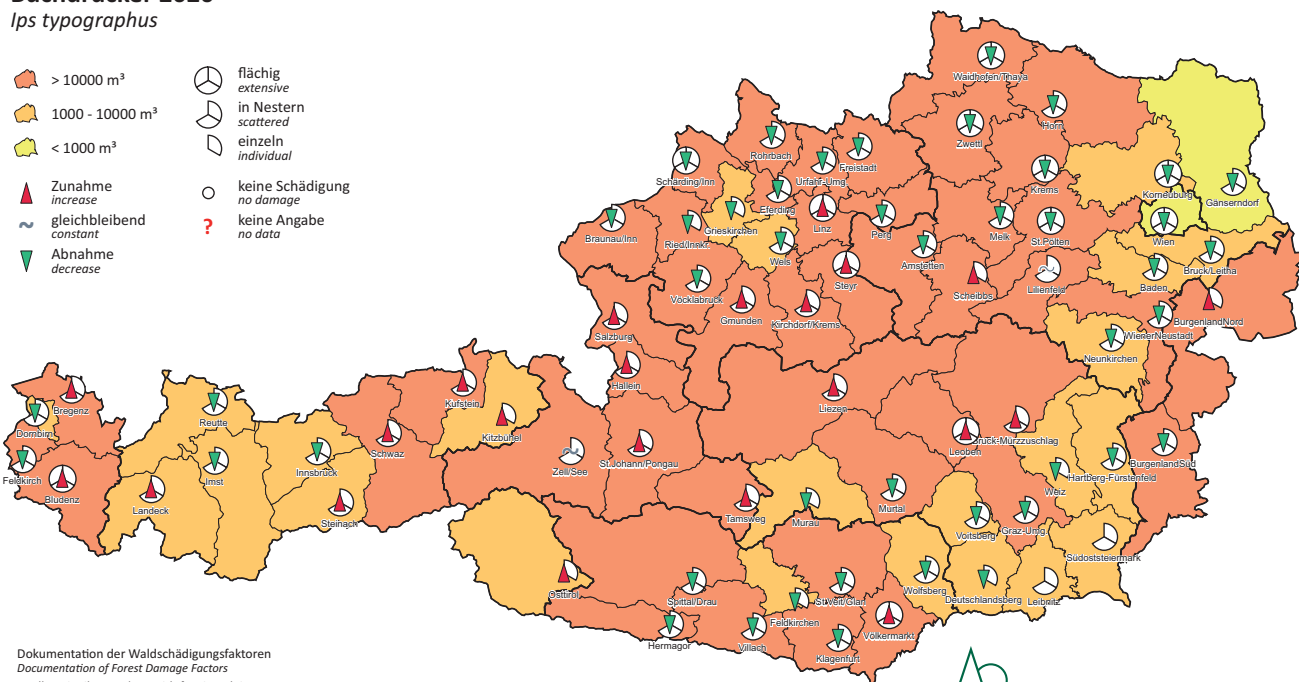 Ips typographus
> 10000 m³
1000 - 10000 m³
< 1000 m³
Zunahme
increase
gleichbleibend
constant
Abnahme
decrease
flächig
extensive
in Nestern
scattered
einzeln
individual
keine Schädigung
no damage
?
keine Angabe
no data
Waidhofen/Thaya
Horn
Zwettl
Rohrbach
Freistadt
Urfahr-Umg.
Schärding/Inn
Krems
Korneuburg
Gänserndorf
Eferding
Grieskirchen
Linz
Perg
Braunau/Inn
Ried/Innkr.
Wels
Melk
St.Pölten
Wien
Amstetten
Bruck/Leitha
Baden
Steyr
Scheibbs
Lilienfeld
Vöcklabruck
Gmunden
Kirchdorf/Krems
BurgenlandNord
WienerNeustadt
Salzburg
Neunkirchen
Hallein
Bregenz
Kufstein
Liezen
Reutte
Dornbirn
Kitzbühel
Bruck-Mürzzuschlag
Leoben
Schwaz
St.Johann/Pongau
Zell/See
BurgenlandSüd
Innsbruck
Feldkirch
Imst
Hartberg-Fürstenfeld
Bludenz
Weiz
Landeck
Steinach
Tamsweg
Murau
Murtal
Voitsberg
Graz-Umg.
Südoststeiermark
Osttirol
Spittal/Drau
St.Veit/Glan
Wolfsberg
Deutschlandsberg
Leibnitz
Feldkirchen
Hermagor
Villach
Klagenfurt
Völkermarkt
Dokumentation der Waldschädigungsfaktoren
Documentation of Forest Damage Factors